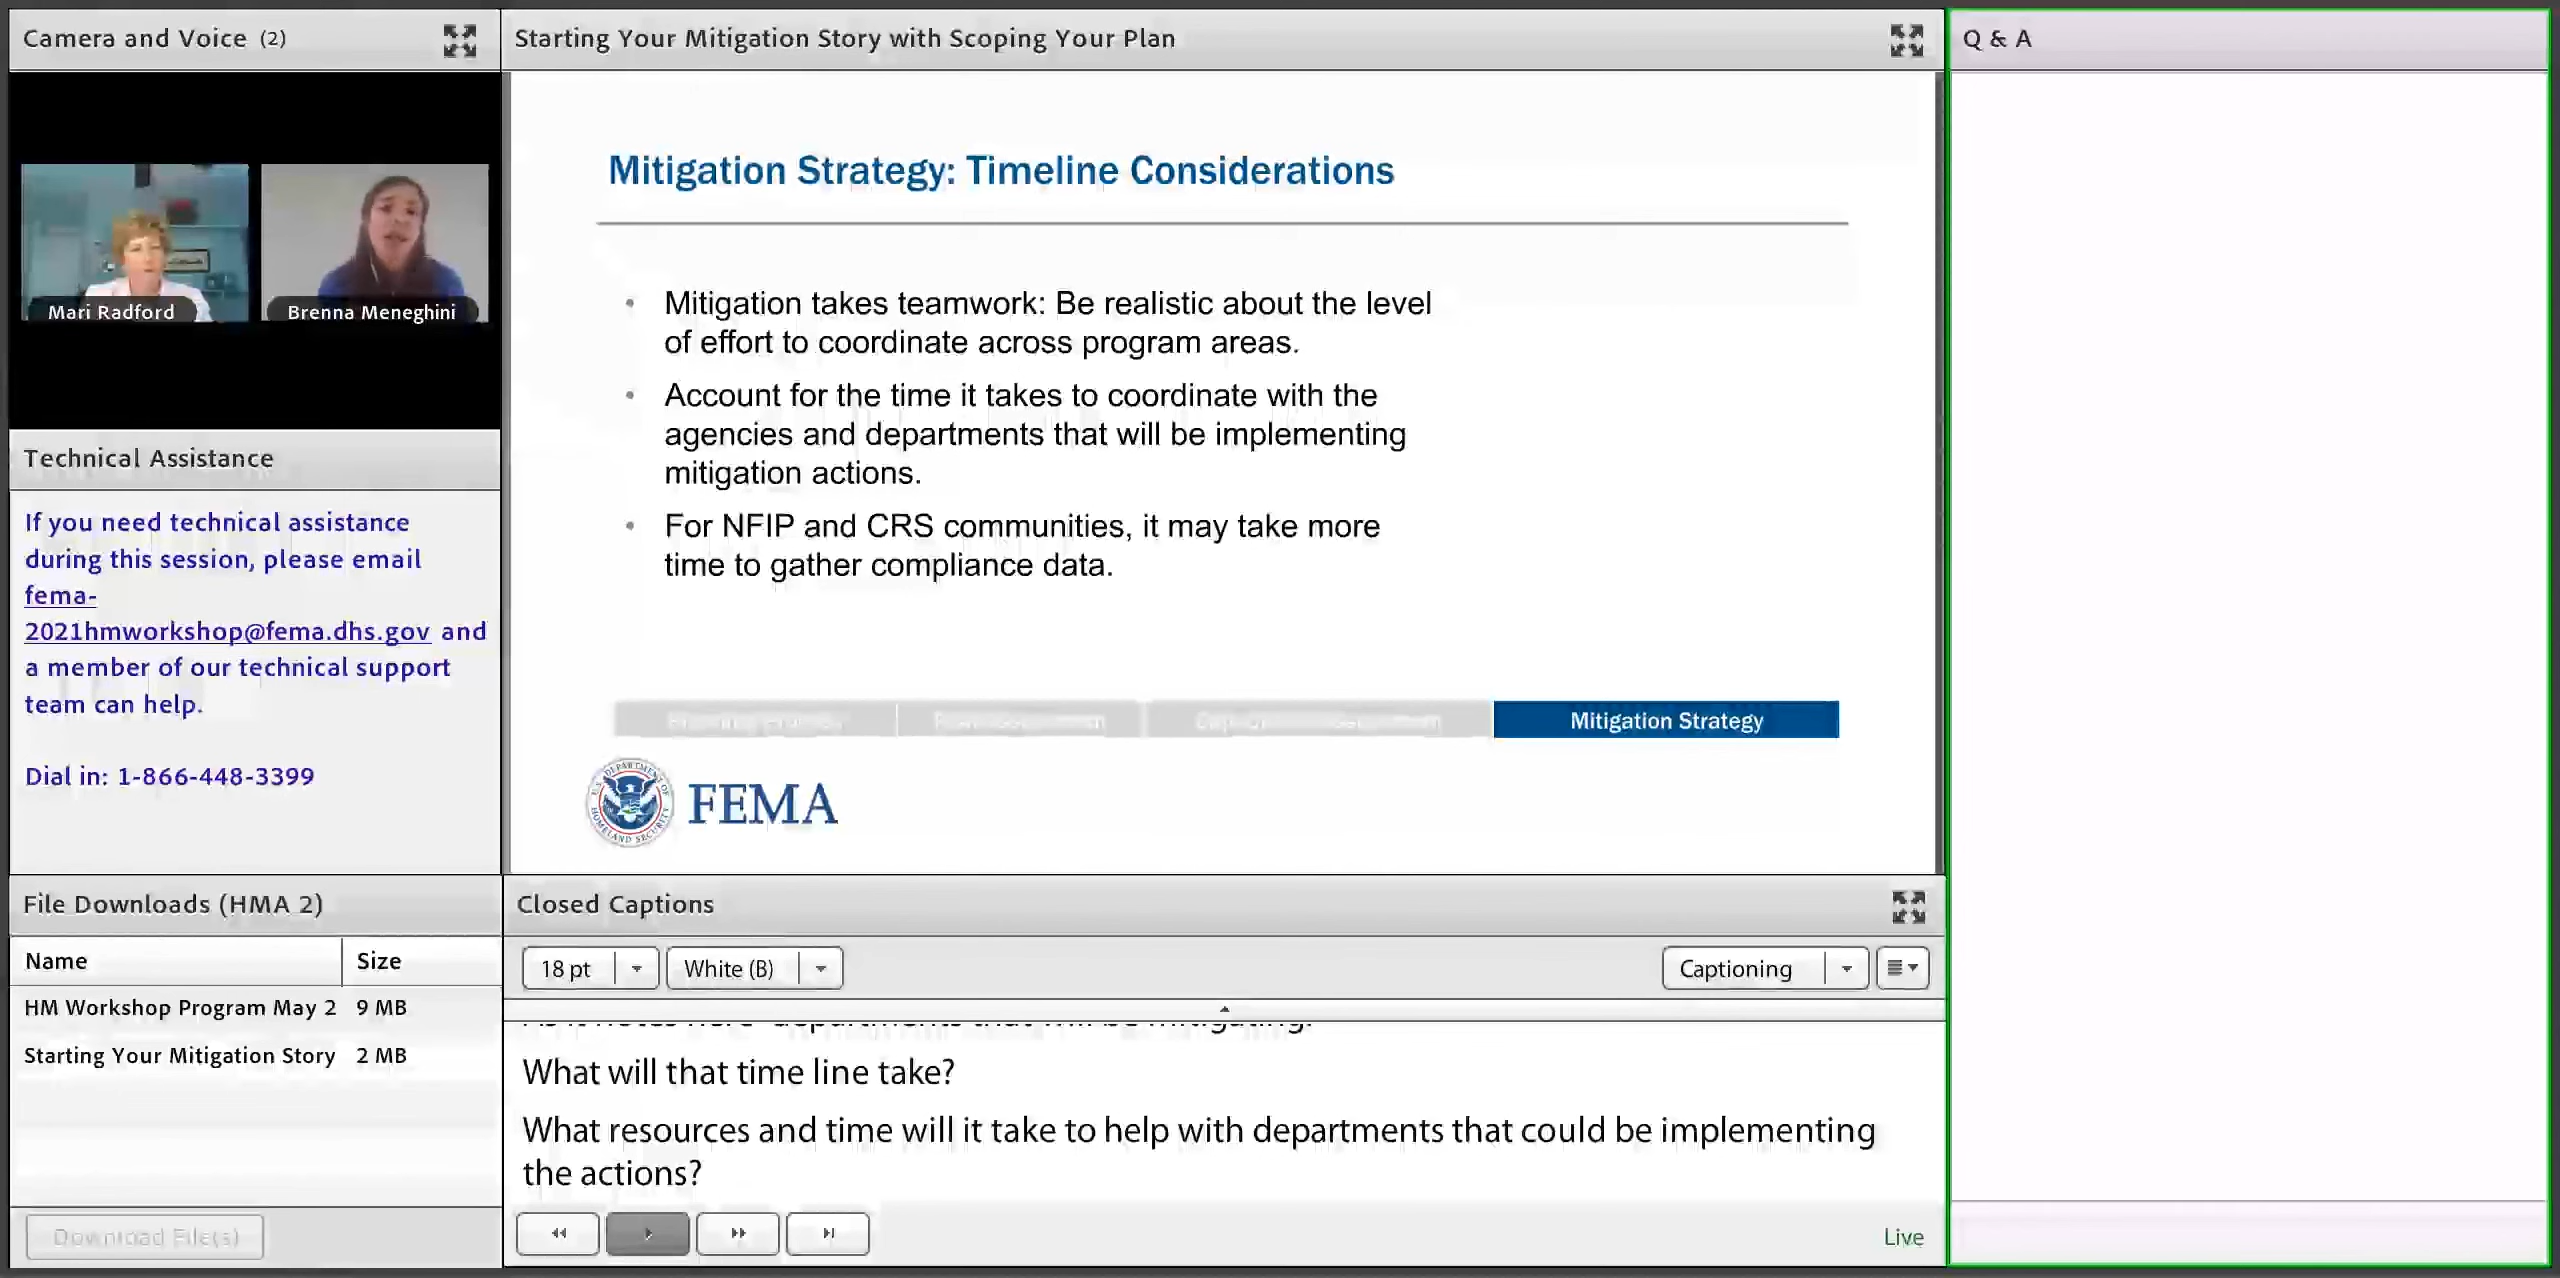 Camera and Voice (2)
Mari Radford
Brenna Meneghini
Technical Assistance
If you need technical assistance
during this session, please email
fema-
2021hmworkshop@fema.dhs.gov and
a member of our technical support
team can help.
Dial in: 1-866-448-3399
File Downloads (HMA 2)
Name Size
HM Workshop Program May 2 9 MB
Starting Your Mitigation Story 2 MB
Download File(s)
Starting Your Mitigation Story with Scoping Your Plan
Mitigation Strategy: Timeline Considerations
• Mitigation takes teamwork: Be realistic about the level
of effort to coordinate across program areas.
• Account for the time it takes to coordinate with the
agencies and departments that will be implementing
mitigation actions.
• For NFIP and CRS communities, it may take more
time to gather compliance data.
Mitigation Strategy
U.S. DEPARTMENT OF HOMELAND SECURITY
FEMA
Closed Captions
18 pt White (B) Captioning
What will that time line take?
What resources and time will it take to help with departments that could be implementing
the actions?
Live
Q & A